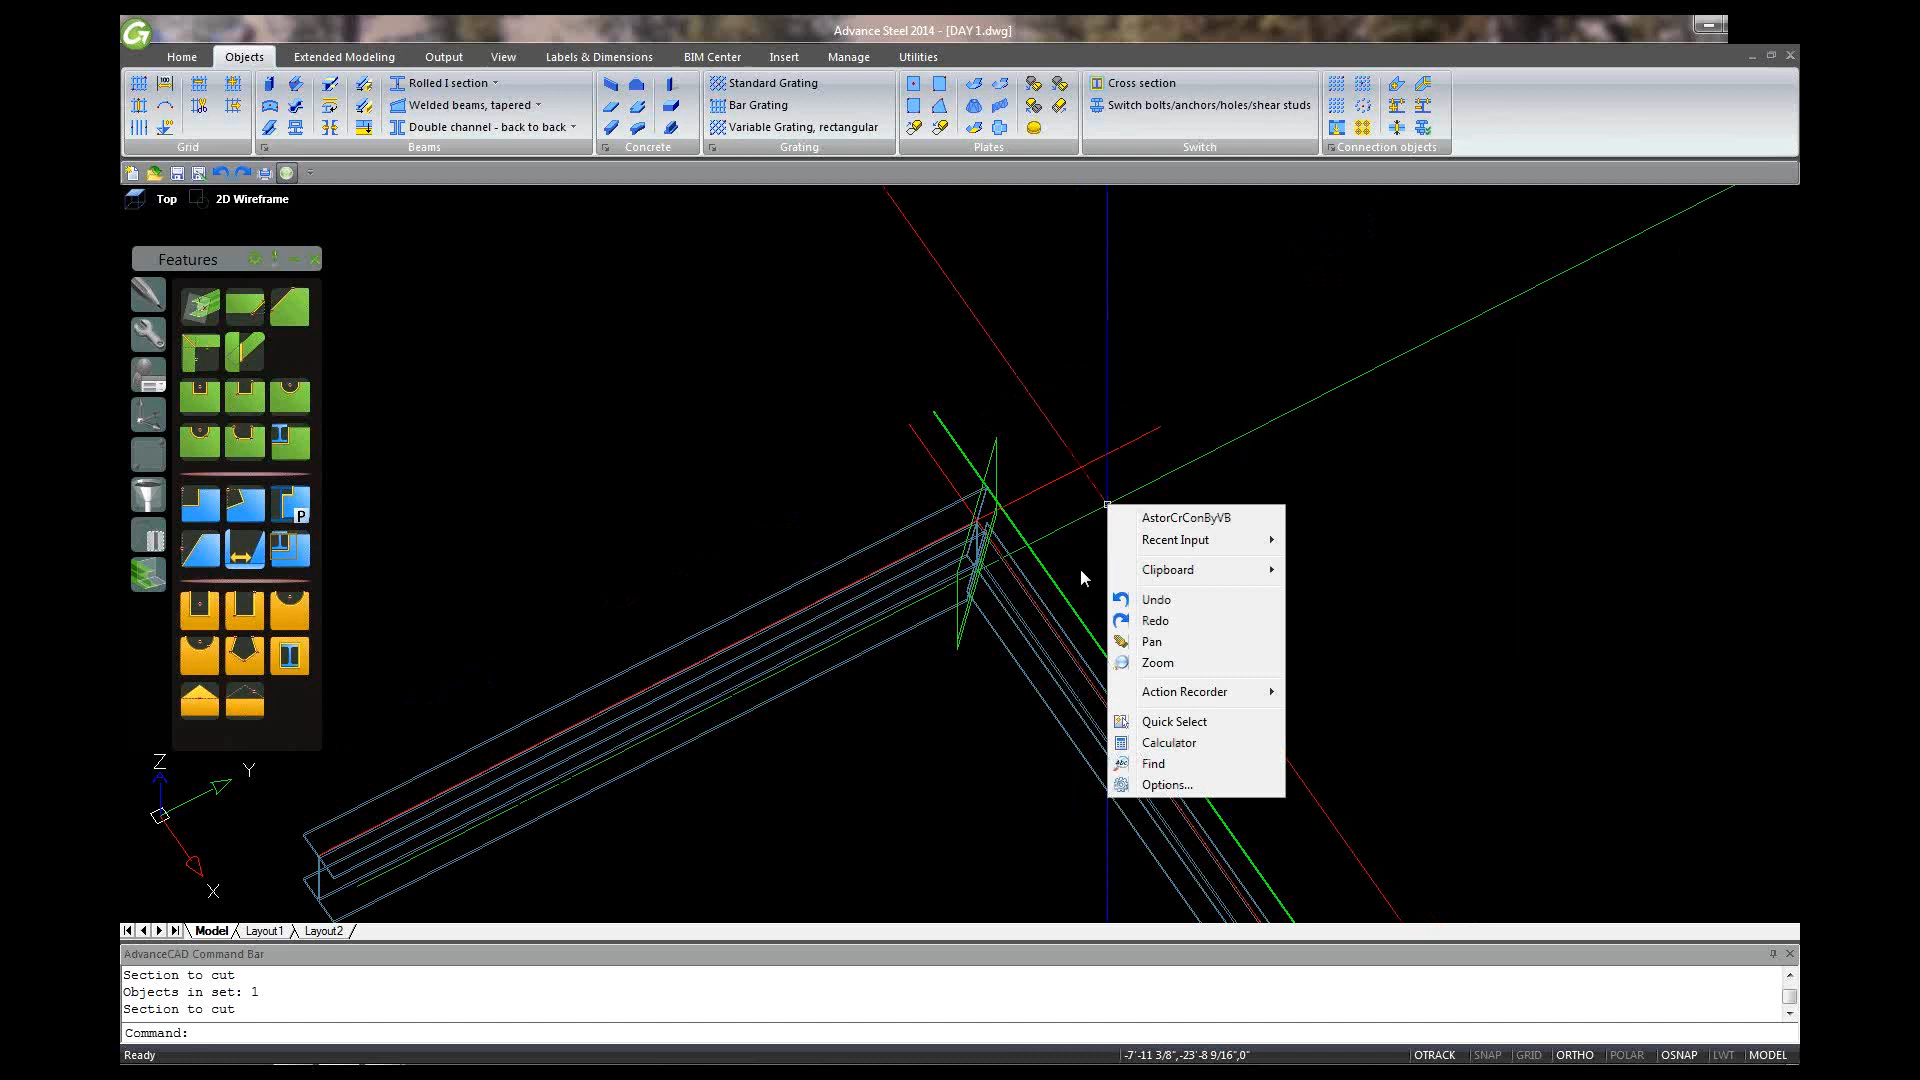 Advance Steel 2014 - [DAY 1.dwg]
Home Objects Extended Modeling Output View Labels & Dimensions BIM Center Insert Manage Utilities
Rolled I section Standard Grating Cross section
Welded beams, tapered Bar Grating Switch bolts/anchors/holes/shear studs
Double channel - back to back Variable Grating, rectangular
Grid Beams Concrete Grating Plates Switch Connection objects
Top 2D Wireframe
Features
P
AstorCrConByVB
Recent Input
Clipboard
Undo
Redo
Pan
Zoom
Action Recorder
Quick Select
Calculator
Find
Options...
Z
Y
X
Model Layout1 Layout2
AdvanceCAD Command Bar
Section to cut
Objects in set: 1
Section to cut
Command:
Ready -7'-11 3/8",-23'-8 9/16",0" OTRACK SNAP GRID ORTHO POLAR OSNAP LWT MODEL